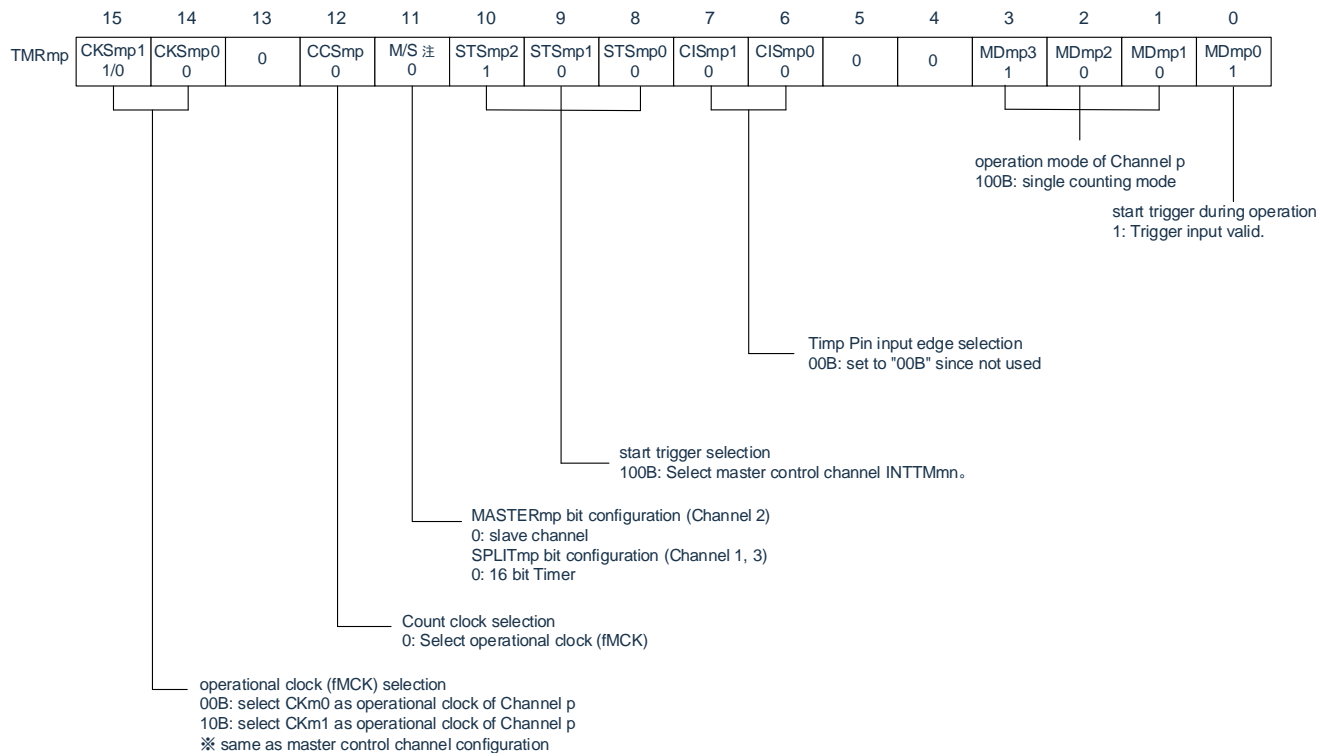 15 14 13 12 11 10 9 8 7 6 5 4 3 2 1 0
TMRmp CKSmp1 CKSmp0 0 CCSmp M/S 注 STSmp2 STSmp1 STSmp0 CISmp1 CISmp0 0 0 MDmp3 MDmp2 MDmp1 MDmp0
1/0 0 0 0 1 0 0 0 0 1 0 0 1
operation mode of Channel p
100B: single counting mode
start trigger during operation
1: Trigger input valid.
Timp Pin input edge selection
00B: set to "00B" since not used
start trigger selection
100B: Select master control channel INTTMmn。
MASTERmp bit configuration (Channel 2)
0: slave channel
SPLITmp bit configuration (Channel 1, 3)
0: 16 bit Timer
Count clock selection
0: Select operational clock (fMCK)
operational clock (fMCK) selection
00B: select CKm0 as operational clock of Channel p
10B: select CKm1 as operational clock of Channel p
※ same as master control channel configuration